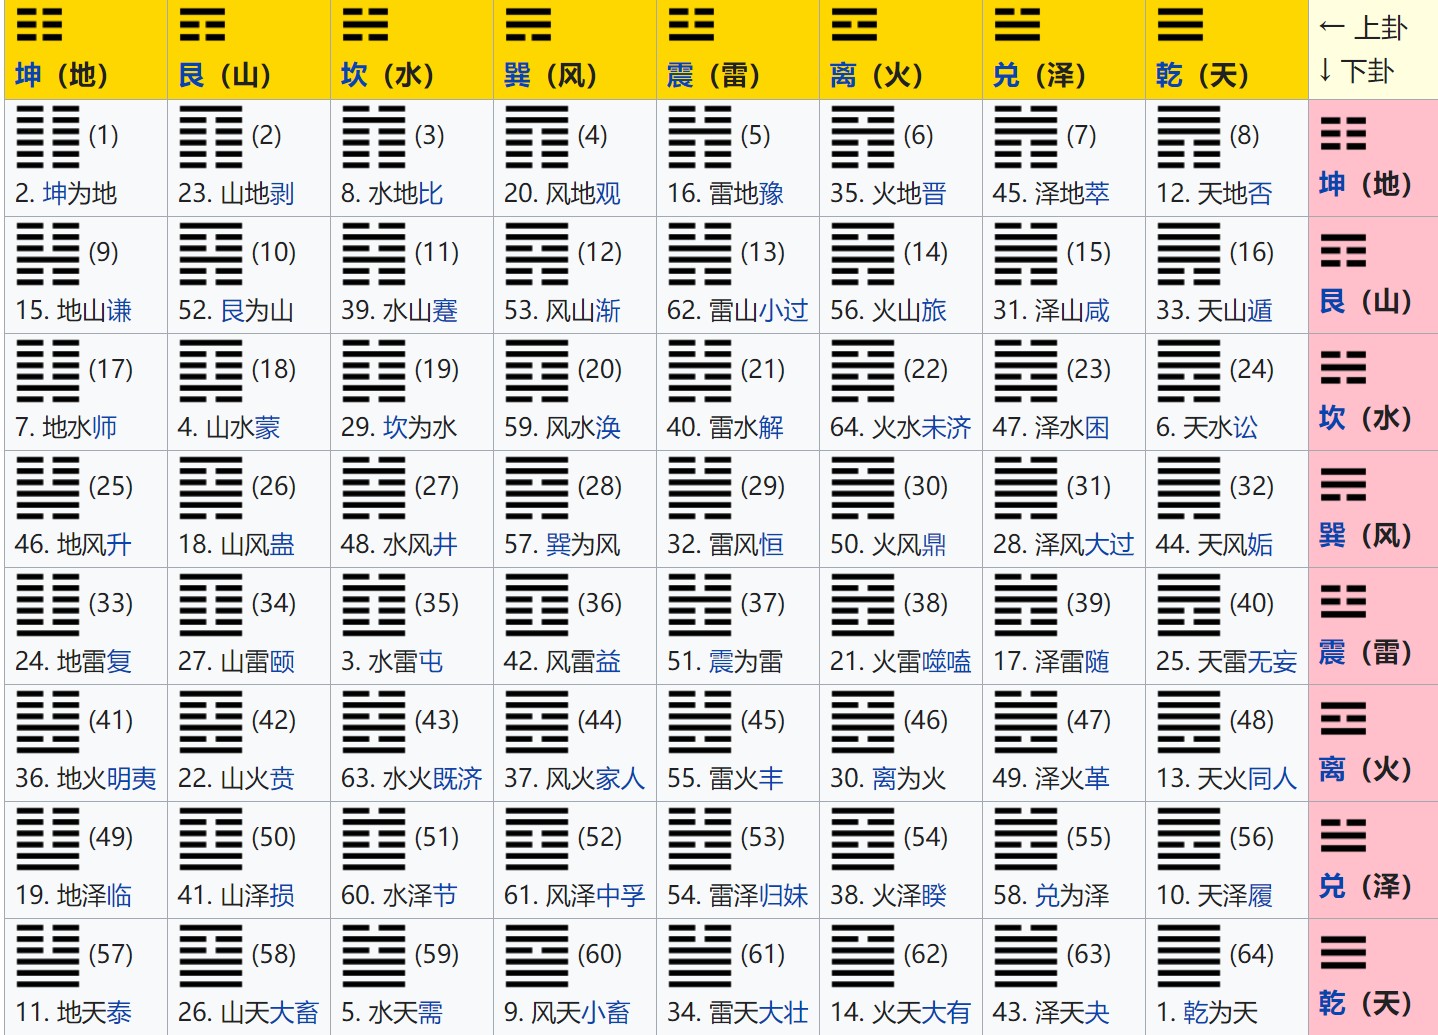 坤（地） 艮（山） 坎（水） 巽（风） 震（雷） 离（火） 兑（泽） 乾（天） ← 上卦
↓ 下卦
(1) (2) (3) (4) (5) (6) (7) (8)
2. 坤为地 23. 山地剥 8. 水地比 20. 风地观 16. 雷地豫 35. 火地晋 45. 泽地萃 12. 天地否 坤（地）
(9) (10) (11) (12) (13) (14) (15) (16)
15. 地山谦 52. 艮为山 39. 水山蹇 53. 风山渐 62. 雷山小过 56. 火山旅 31. 泽山咸 33. 天山遁 艮（山）
(17) (18) (19) (20) (21) (22) (23) (24)
7. 地水师 4. 山水蒙 29. 坎为水 59. 风水涣 40. 雷水解 64. 火水未济 47. 泽水困 6. 天水讼 坎（水）
(25) (26) (27) (28) (29) (30) (31) (32)
46. 地风升 18. 山风蛊 48. 水风井 57. 巽为风 32. 雷风恒 50. 火风鼎 28. 泽风大过 44. 天风姤 巽（风）
(33) (34) (35) (36) (37) (38) (39) (40)
24. 地雷复 27. 山雷颐 3. 水雷屯 42. 风雷益 51. 震为雷 21. 火雷噬嗑 17. 泽雷随 25. 天雷无妄 震（雷）
(41) (42) (43) (44) (45) (46) (47) (48)
36. 地火明夷 22. 山火贲 63. 水火既济 37. 风火家人 55. 雷火丰 30. 离为火 49. 泽火革 13. 天火同人 离（火）
(49) (50) (51) (52) (53) (54) (55) (56)
19. 地泽临 41. 山泽损 60. 水泽节 61. 风泽中孚 54. 雷泽归妹 38. 火泽睽 58. 兑为泽 10. 天泽履 兑（泽）
(57) (58) (59) (60) (61) (62) (63) (64)
11. 地天泰 26. 山天大畜 5. 水天需 9. 风天小畜 34. 雷天大壮 14. 火天大有 43. 泽天夬 1. 乾为天 乾（天）